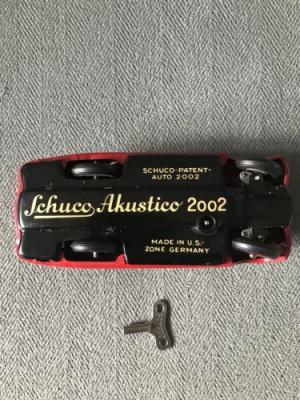 SCHUCO-PATENT-
AUTO 2002
Schuco Akustico 2002
MADE IN U.S.-
ZONE GERMANY